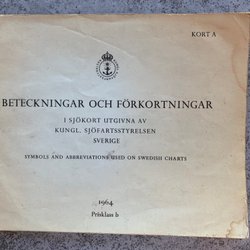 KORT A
BETECKNINGAR OCH FÖRKORTNINGAR
I SJÖKORT UTGIVNA AV
KUNGL. SJÖFARTSSTYRELSEN
SVERIGE
SYMBOLS AND ABBREVIATIONS USED ON SWEDISH CHARTS
1964
Prisklass b